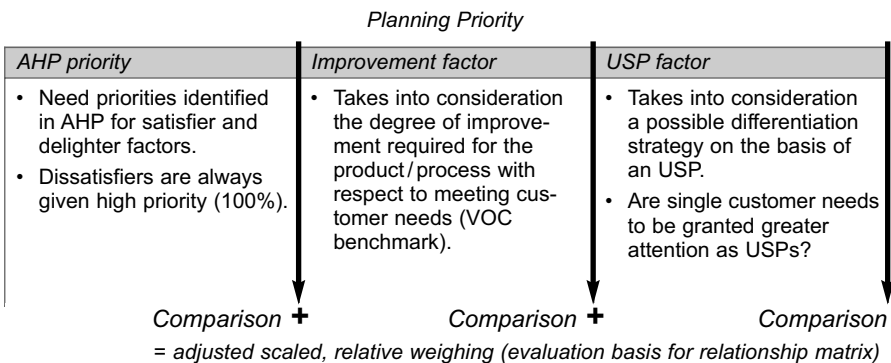 Planning Priority
AHP priority
• Need priorities identified
in AHP for satisfier and
delighter factors.
• Dissatisfiers are always
given high priority (100%).
Improvement factor
• Takes into consideration
the degree of improve-
ment required for the
product/process with
respect to meeting cus-
tomer needs (VOC
benchmark).
USP factor
• Takes into consideration
a possible differentiation
strategy on the basis of
an USP.
• Are single customer needs
to be granted greater
attention as USPs?
Comparison + Comparison + Comparison
= adjusted scaled, relative weighing (evaluation basis for relationship matrix)